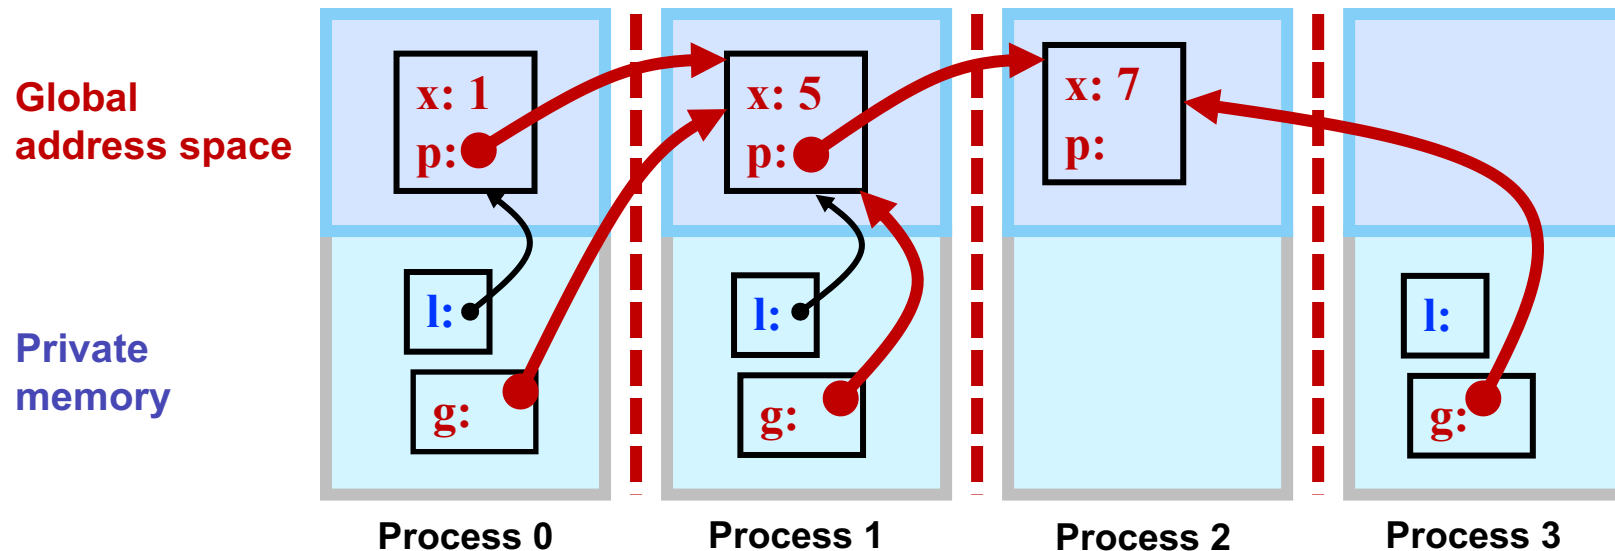 Global
address space
x: 1
p:
x: 5
p:
x: 7
p:
Private
memory
l:
g:
l:
g:
l:
g:
Process 0
Process 1
Process 2
Process 3